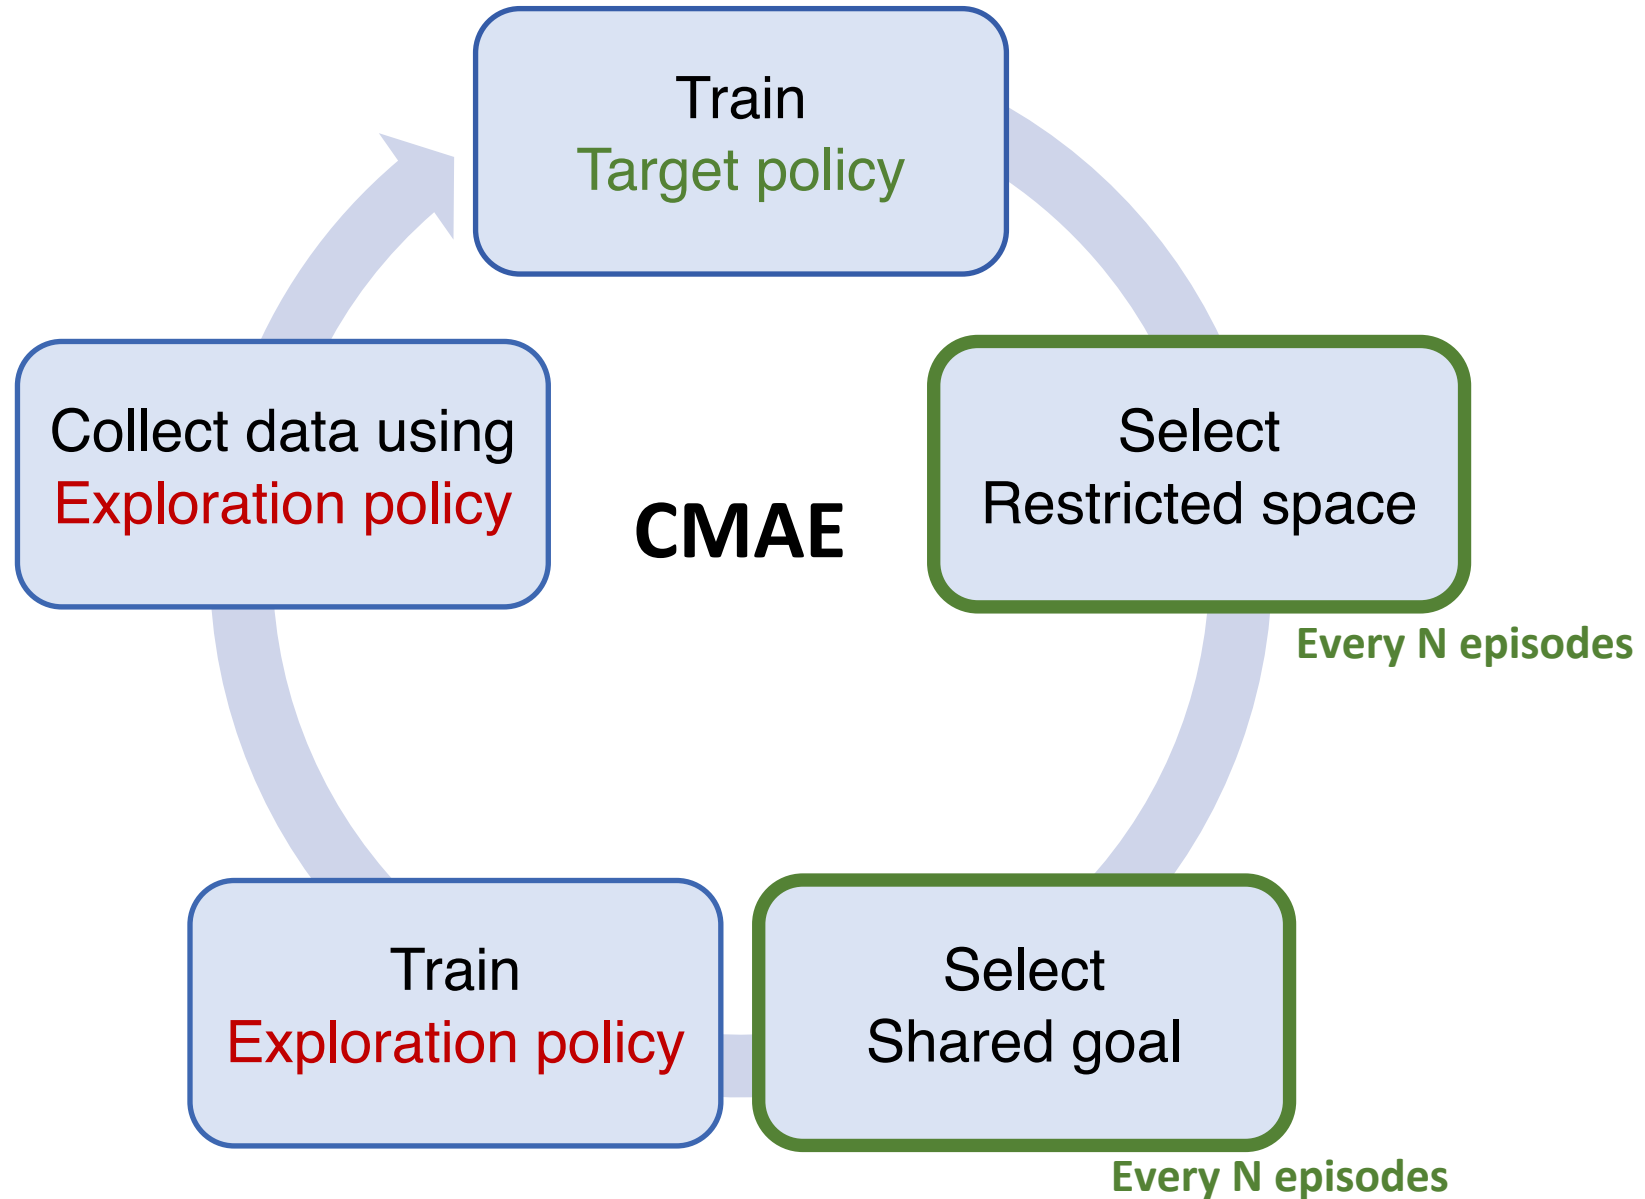 Train
Target policy
Select
Restricted space
Every N episodes
Select
Shared goal
Every N episodes
Train
Exploration policy
Collect data using
Exploration policy
CMAE